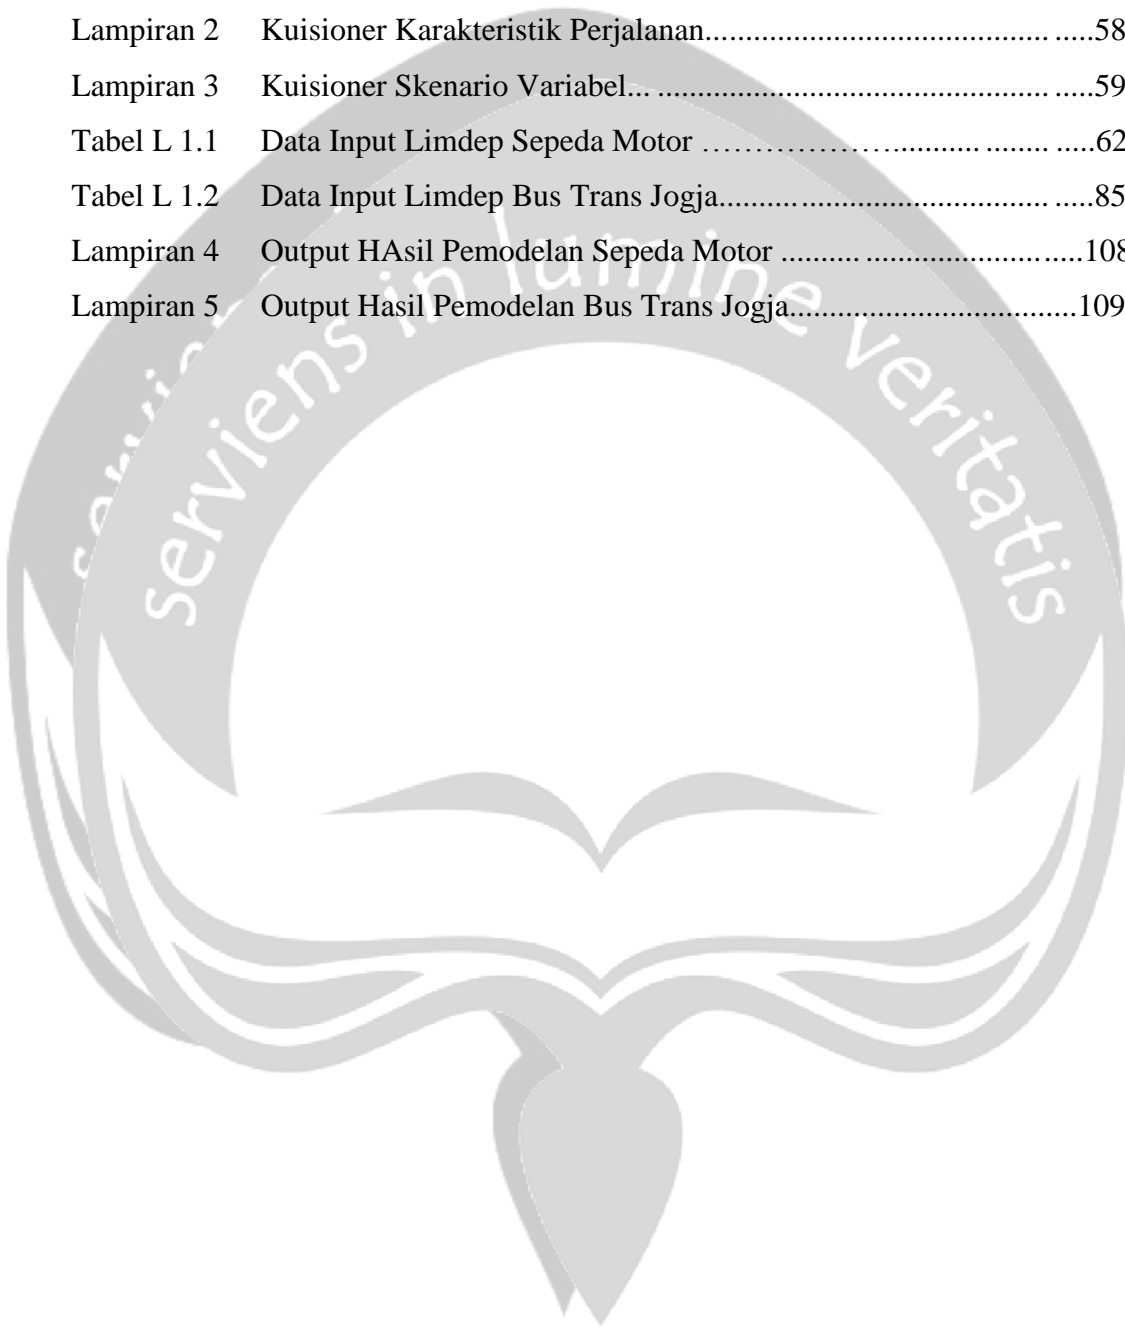 Lampiran 2 Kuisioner Karakteristik Perjalanan............................................ .....58
Lampiran 3 Kuisioner Skenario Variabel... .................................................. .....59
Tabel L 1.1 Data Input Limdep Sepeda Motor ………………….......... ........ .....62
Tabel L 1.2 Data Input Limdep Bus Trans Jogja.......................................... .....85
Lampiran 4 Output HAsil Pemodelan Sepeda Motor .......... ...........................108
Lampiran 5 Output Hasil Pemodelan Bus Trans Jogja...................................109
serviens in lumine veritatis